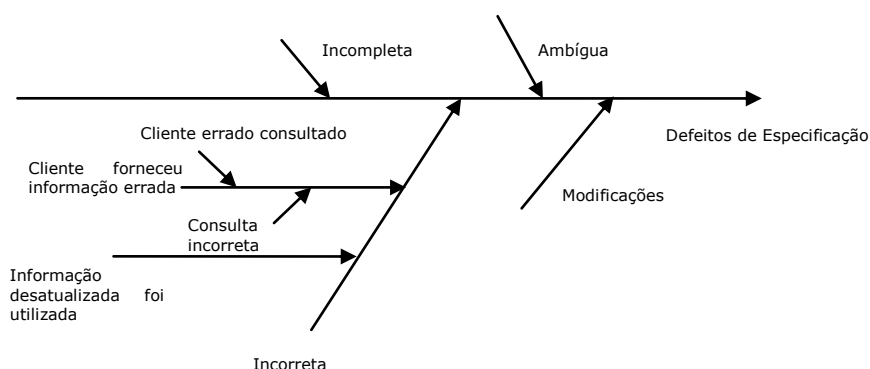 Incompleta
Ambígua
Cliente errado consultado
Defeitos de Especificação
Cliente forneceu
informação errada
Modificações
Consulta
incorreta
Informação
desatualizada foi
utilizada
Incorreta